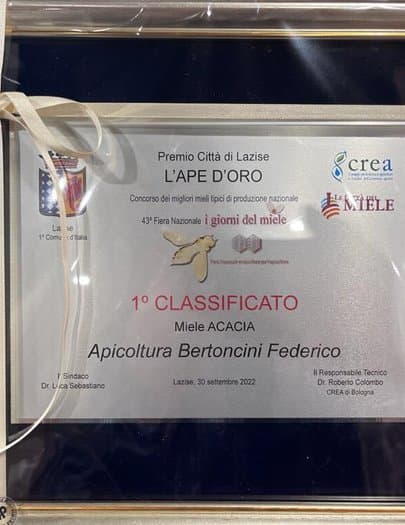 Premio Città di Lazise
L'APE D'ORO
Concorso dei migliori mieli tipici di produzione nazionale
43ª Fiera Nazionale i giorni del miele
crea
MIELE
Lazise
1° Comune d'Italia
1º CLASSIFICATO
Miele ACACIA
Apicoltura Bertoncini Federico
Il Sindaco
Dr. Luca Sebastiano
Lazise, 30 settembre 2022
Il Responsabile Tecnico
Dr. Roberto Colombo
CREA di Bologna